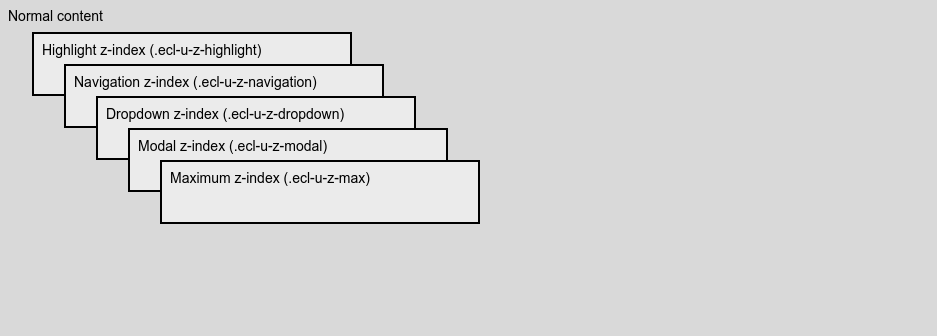 Normal content
Highlight z-index (.ecl-u-z-highlight)
Navigation z-index (.ecl-u-z-navigation)
Dropdown z-index (.ecl-u-z-dropdown)
Modal z-index (.ecl-u-z-modal)
Maximum z-index (.ecl-u-z-max)